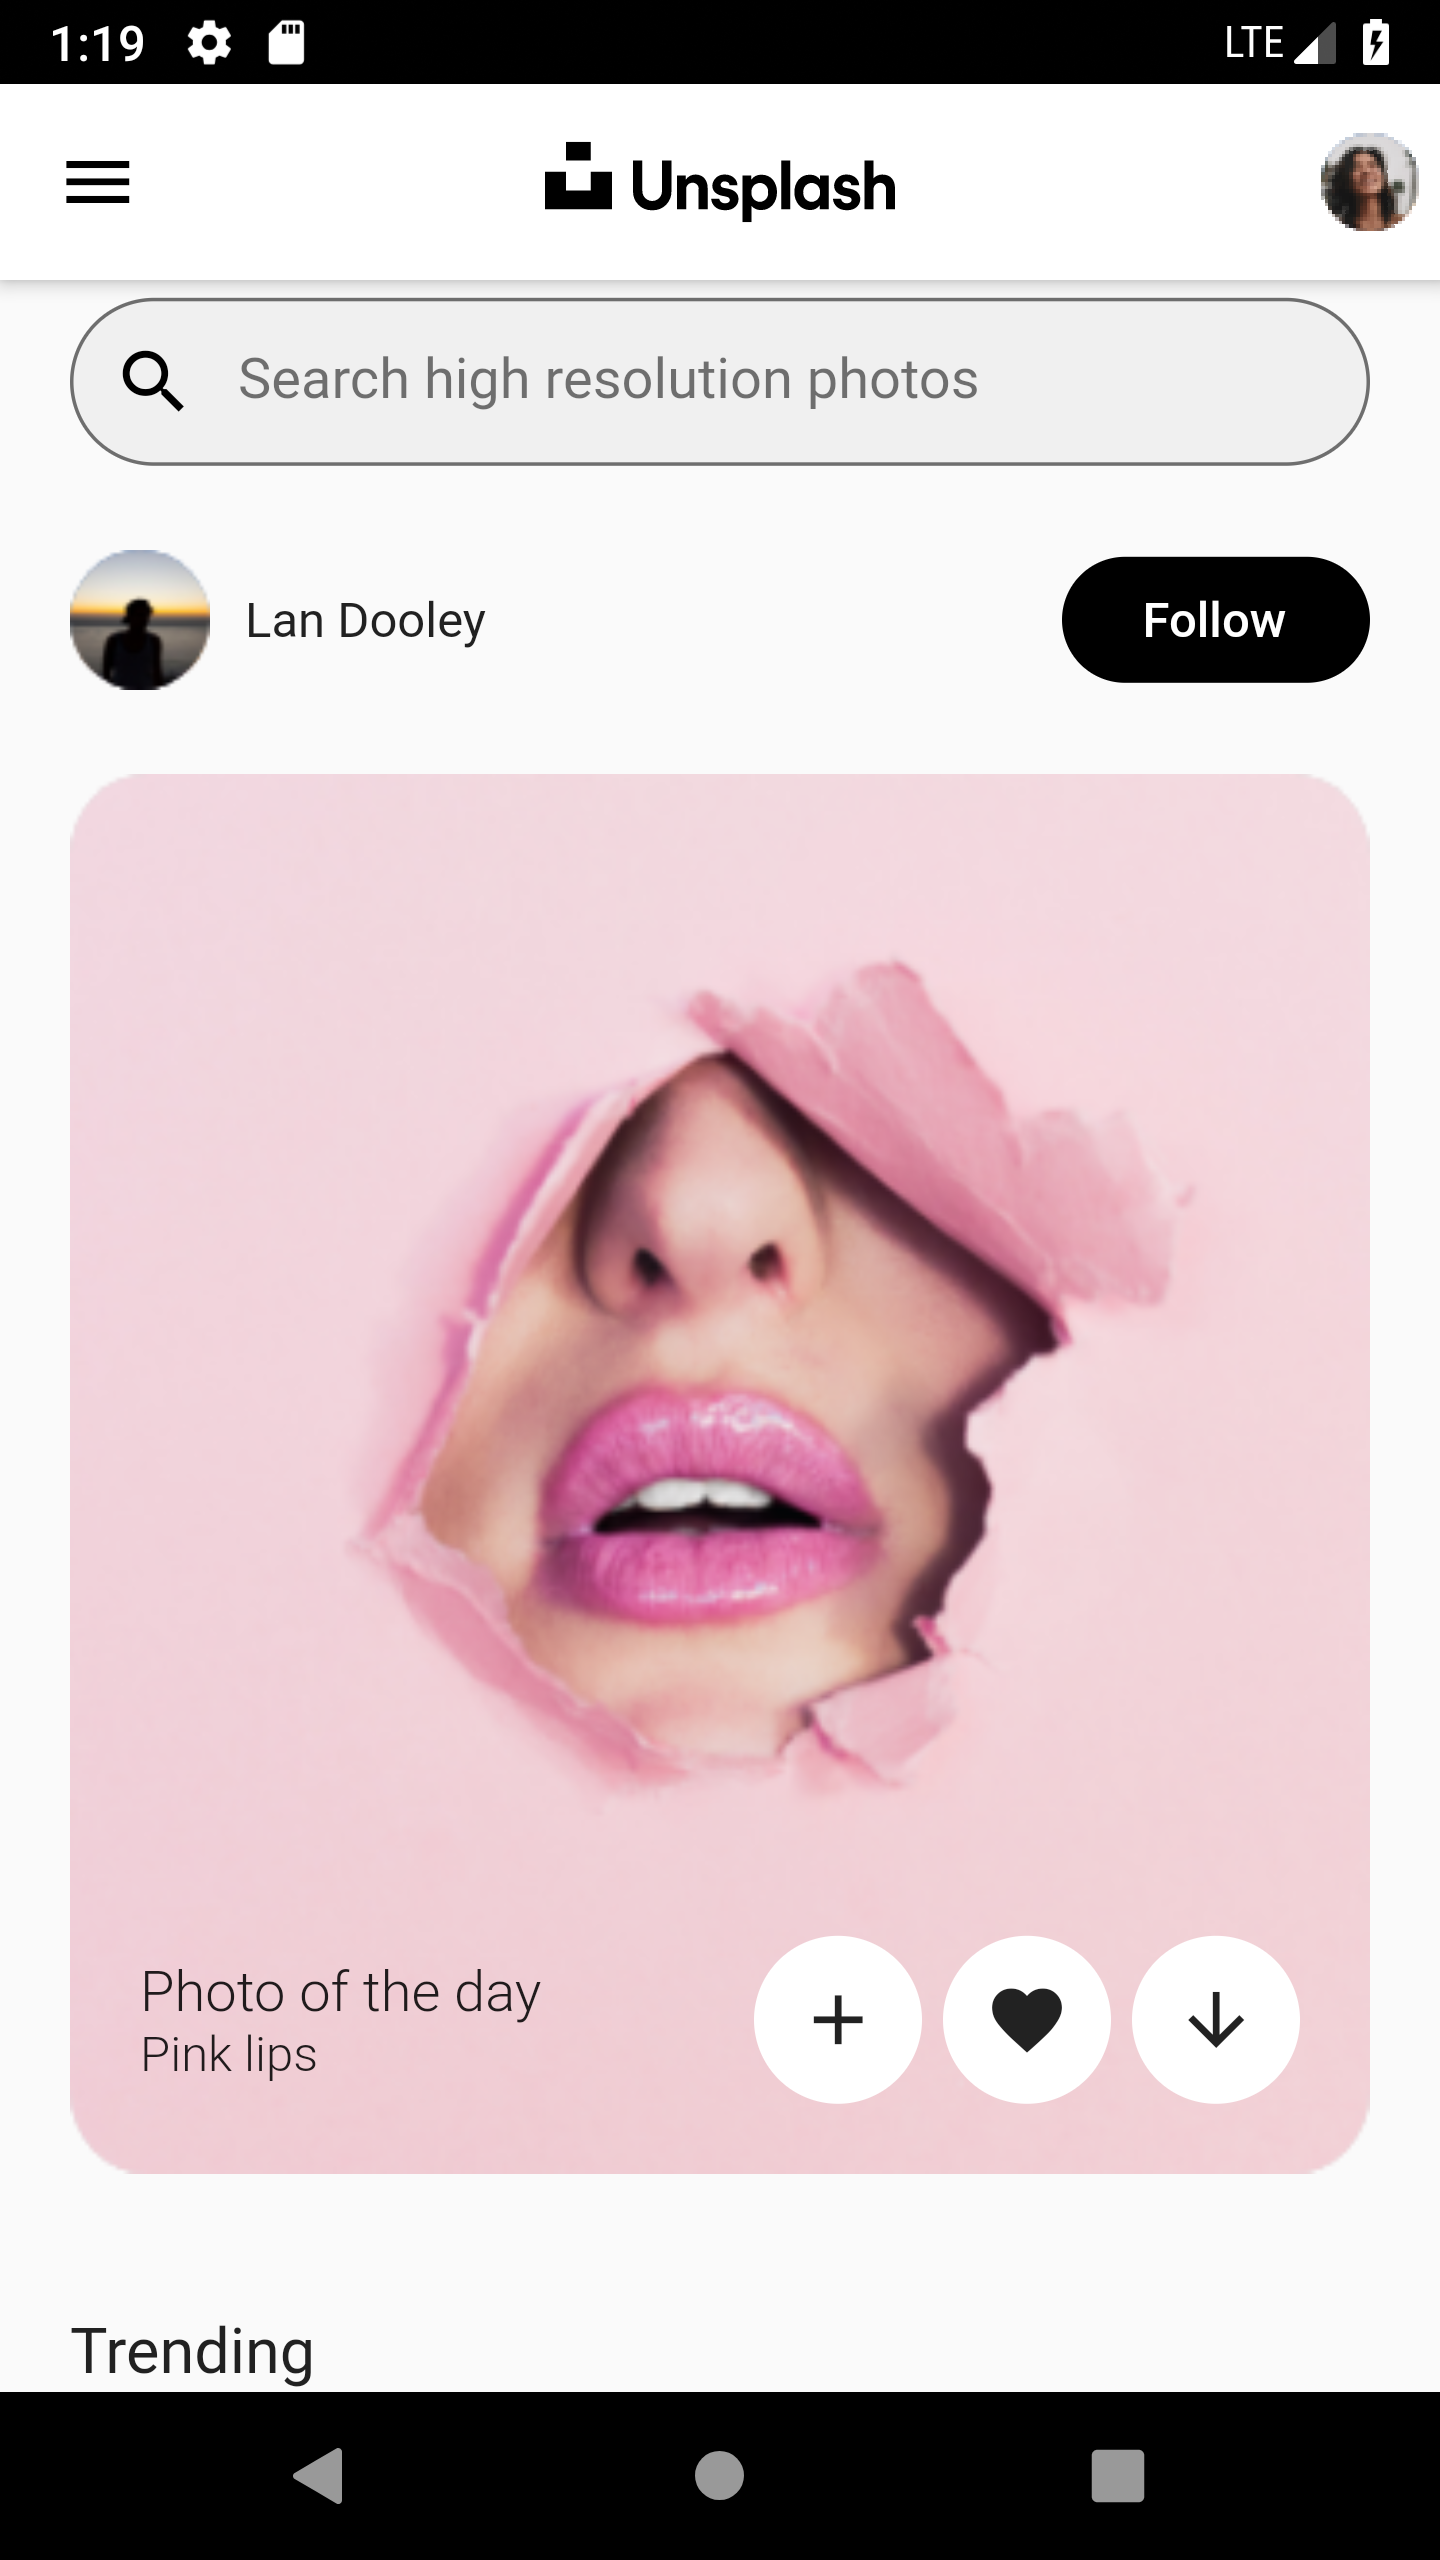 1:19
LTE
Unsplash
Search high resolution photos
Lan Dooley
Follow
Photo of the day
Pink lips
Trending